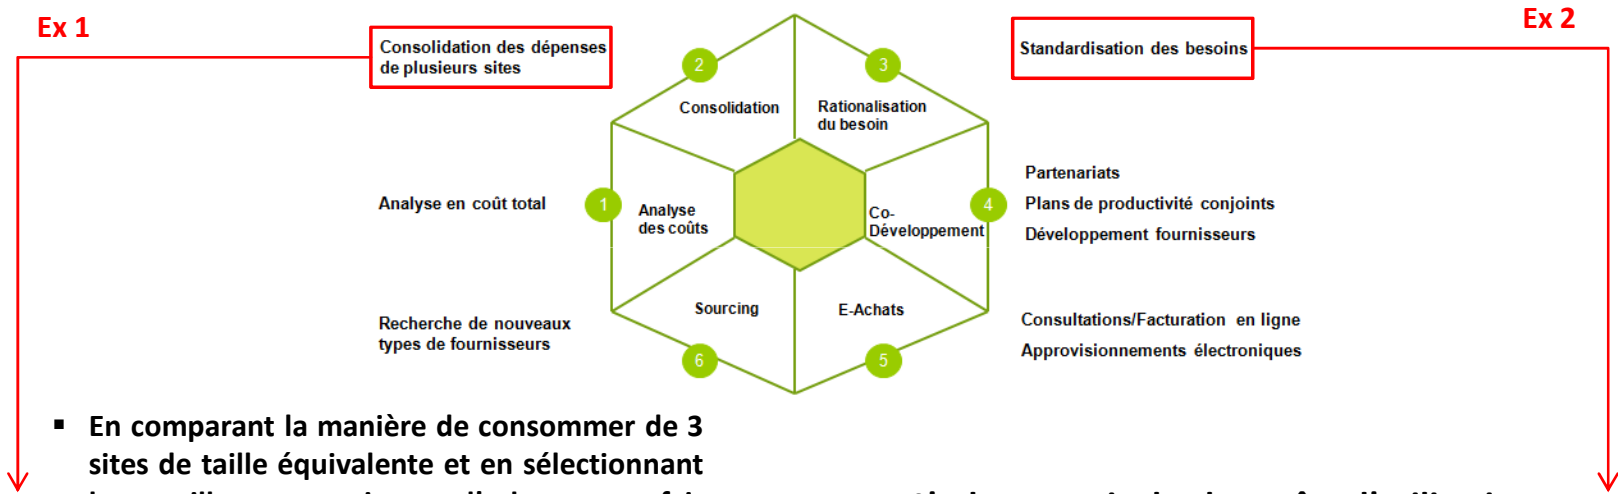 Ex 1
Ex 2
Consolidation des dépenses
de plusieurs sites
Standardisation des besoins
2
3
Consolidation
Rationalisation
du besoin
Analyse en coût total
1
Analyse
des coûts
Co-
Développement
4
Partenariats
Plans de productivité conjoints
Développement fournisseurs
Sourcing
E-Achats
Recherche de nouveaux
types de fournisseurs
6
5
Consultations/Facturation en ligne
Approvisionnements électroniques
▪ En comparant la manière de consommer de 3
sites de taille équivalente et en sélectionnant